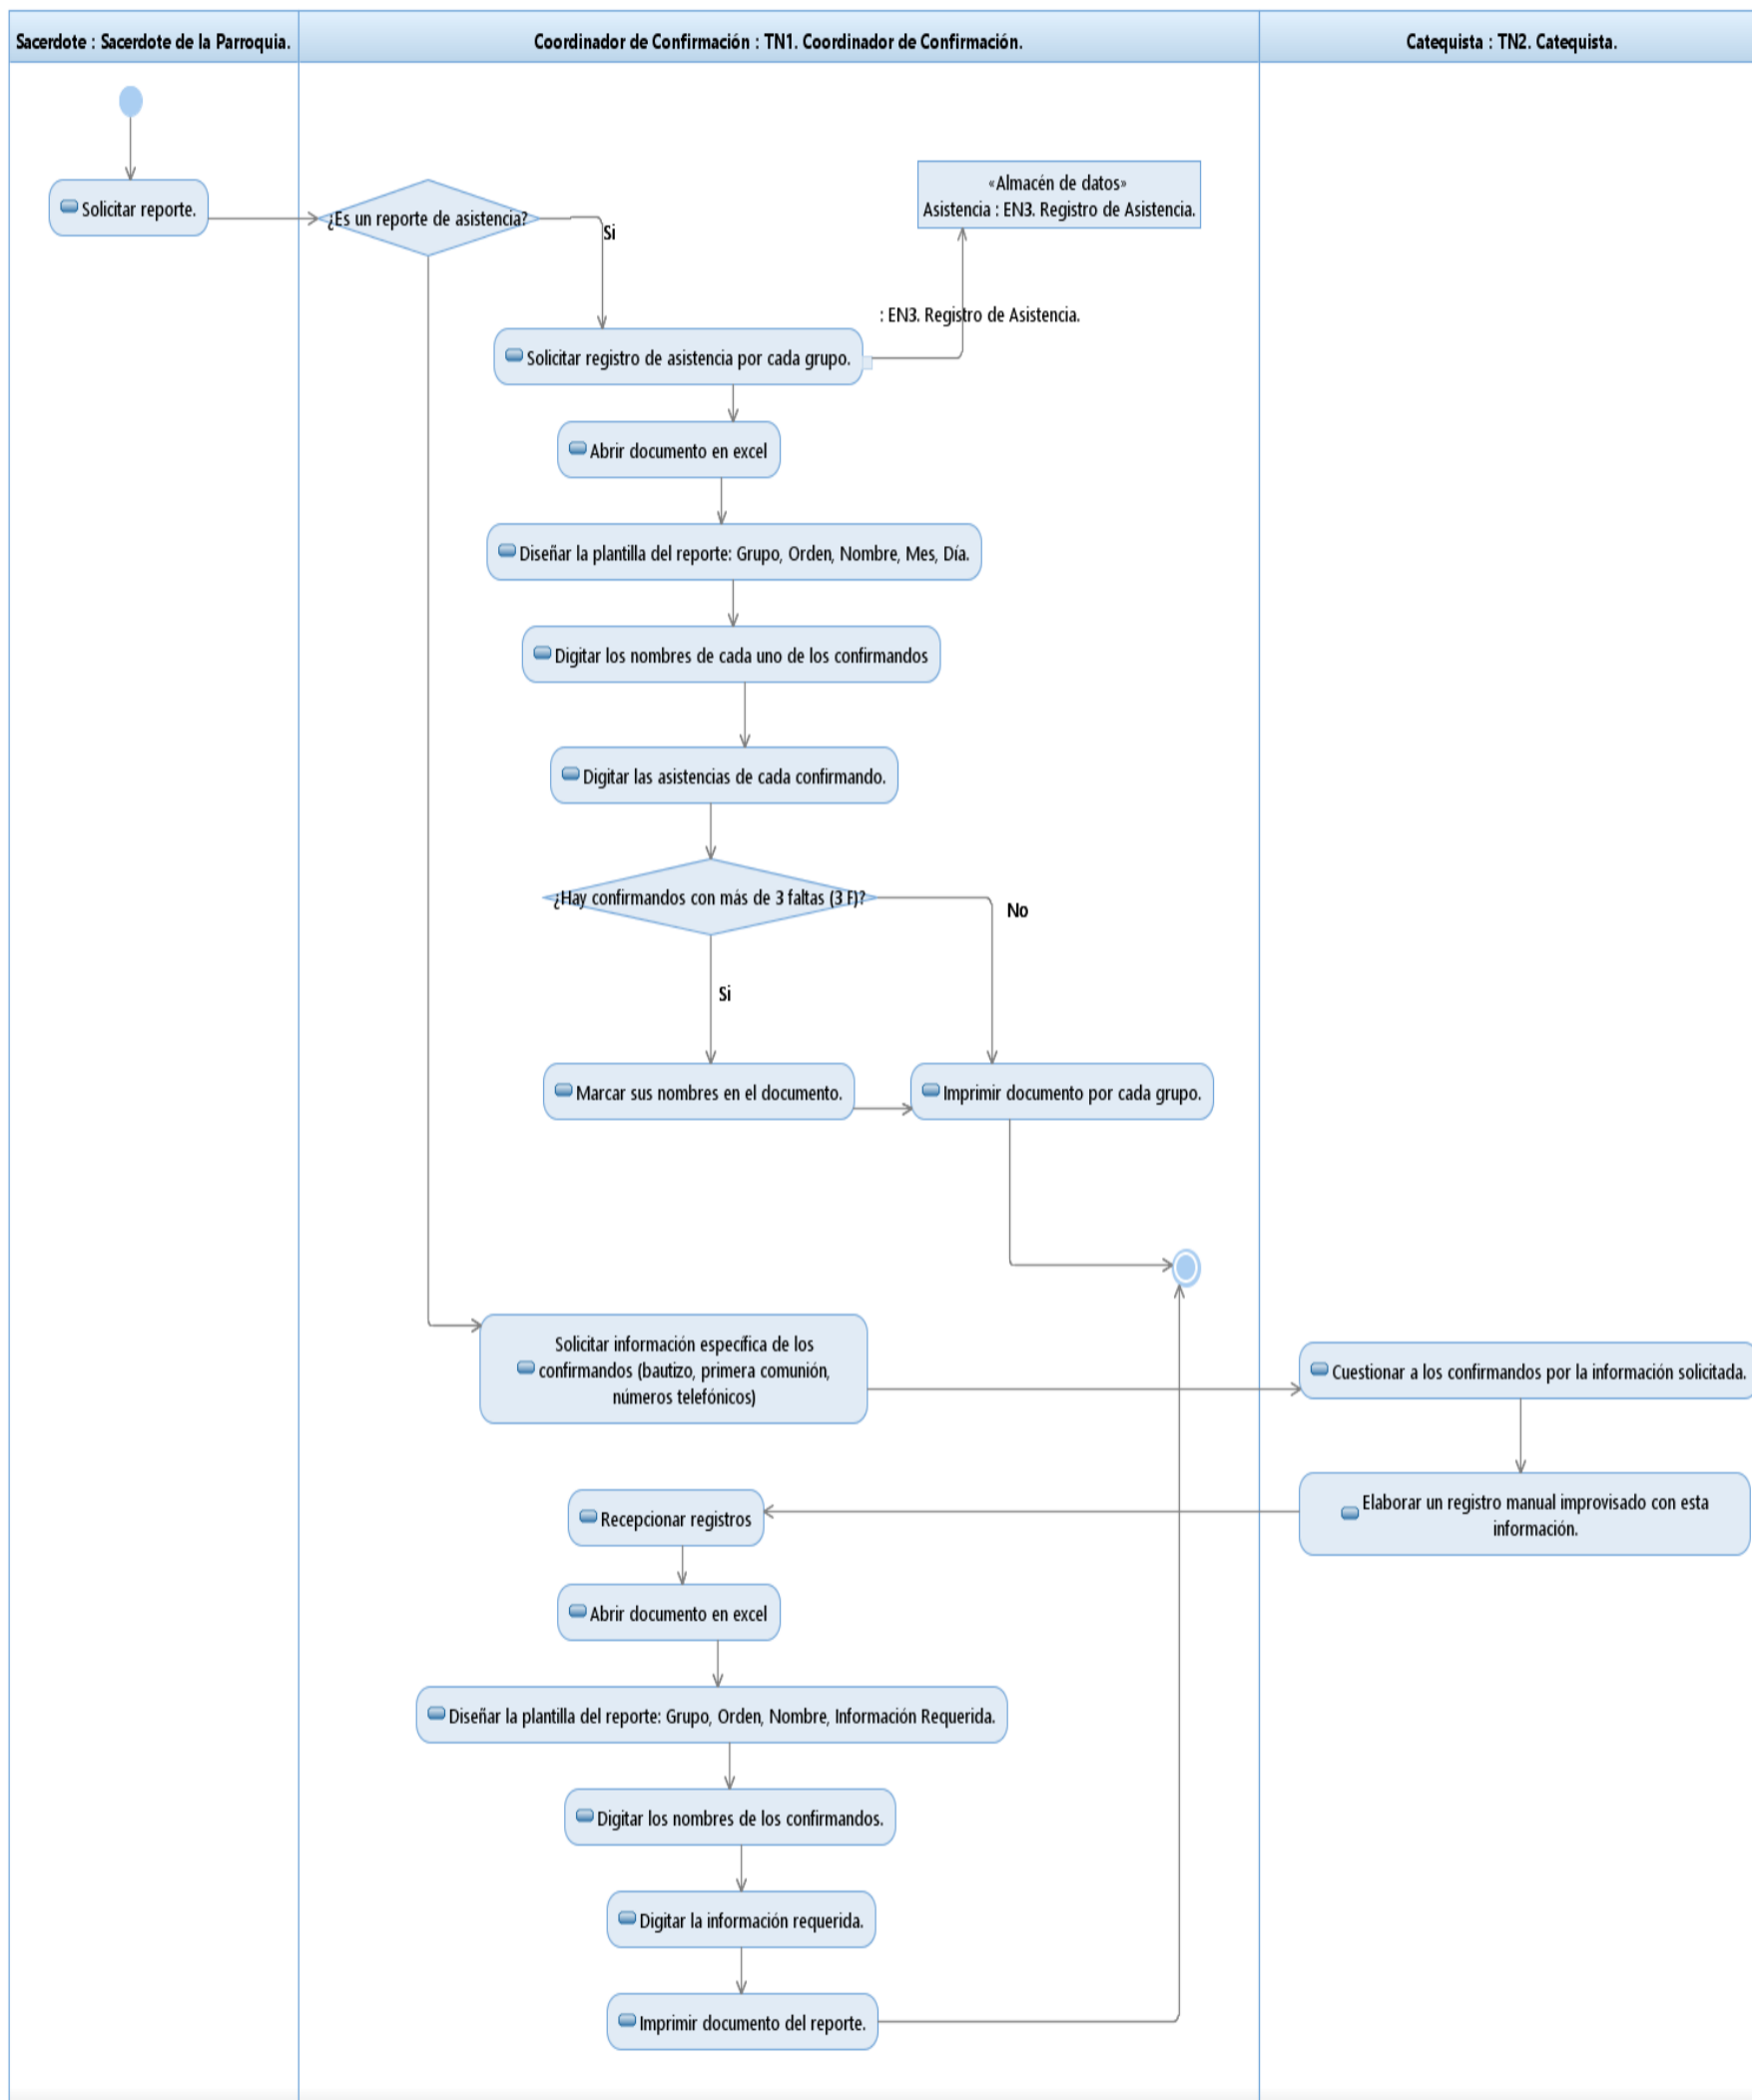 Sacerdote : Sacerdote de la Parroquia.
Coordinador de Confirmación : TN1. Coordinador de Confirmación.
Catequista : TN2. Catequista.
Solicitar reporte.
¿Es un reporte de asistencia?
Si
«Almacén de datos»
Asistencia : EN3. Registro de Asistencia.
: EN3. Registro de Asistencia.
Solicitar registro de asistencia por cada grupo.
Abrir documento en excel
Diseñar la plantilla del reporte: Grupo, Orden, Nombre, Mes, Día.
Digitar los nombres de cada uno de los confirmandos
Digitar las asistencias de cada confirmando.
¿Hay confirmandos con más de 3 faltas (3 F)?
No
Si
Marcar sus nombres en el documento.
Imprimir documento por cada grupo.
Solicitar información específica de los
confirmandos (bautizo, primera comunión,
números telefónicos)
Cuestionar a los confirmandos por la información solicitada.
Elaborar un registro manual improvisado con esta
información.
Recepcionar registros
Abrir documento en excel
Diseñar la plantilla del reporte: Grupo, Orden, Nombre, Información Requerida.
Digitar los nombres de los confirmandos.
Digitar la información requerida.
Imprimir documento del reporte.